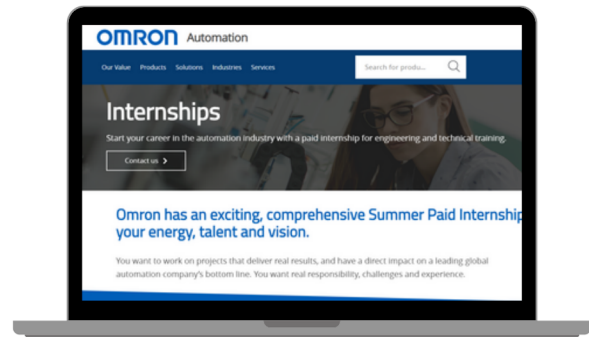 OMRON Automation
Our Value Products Solutions Industries Services
Search for produ...
Internships
Start your career in the automation industry with a paid internship for engineering and technical training.
Contact us
Omron has an exciting, comprehensive Summer Paid Internship
your energy, talent and vision.
You want to work on projects that deliver real results, and have a direct impact on a leading global
automation company's bottom line. You want real responsibility, challenges and experience.